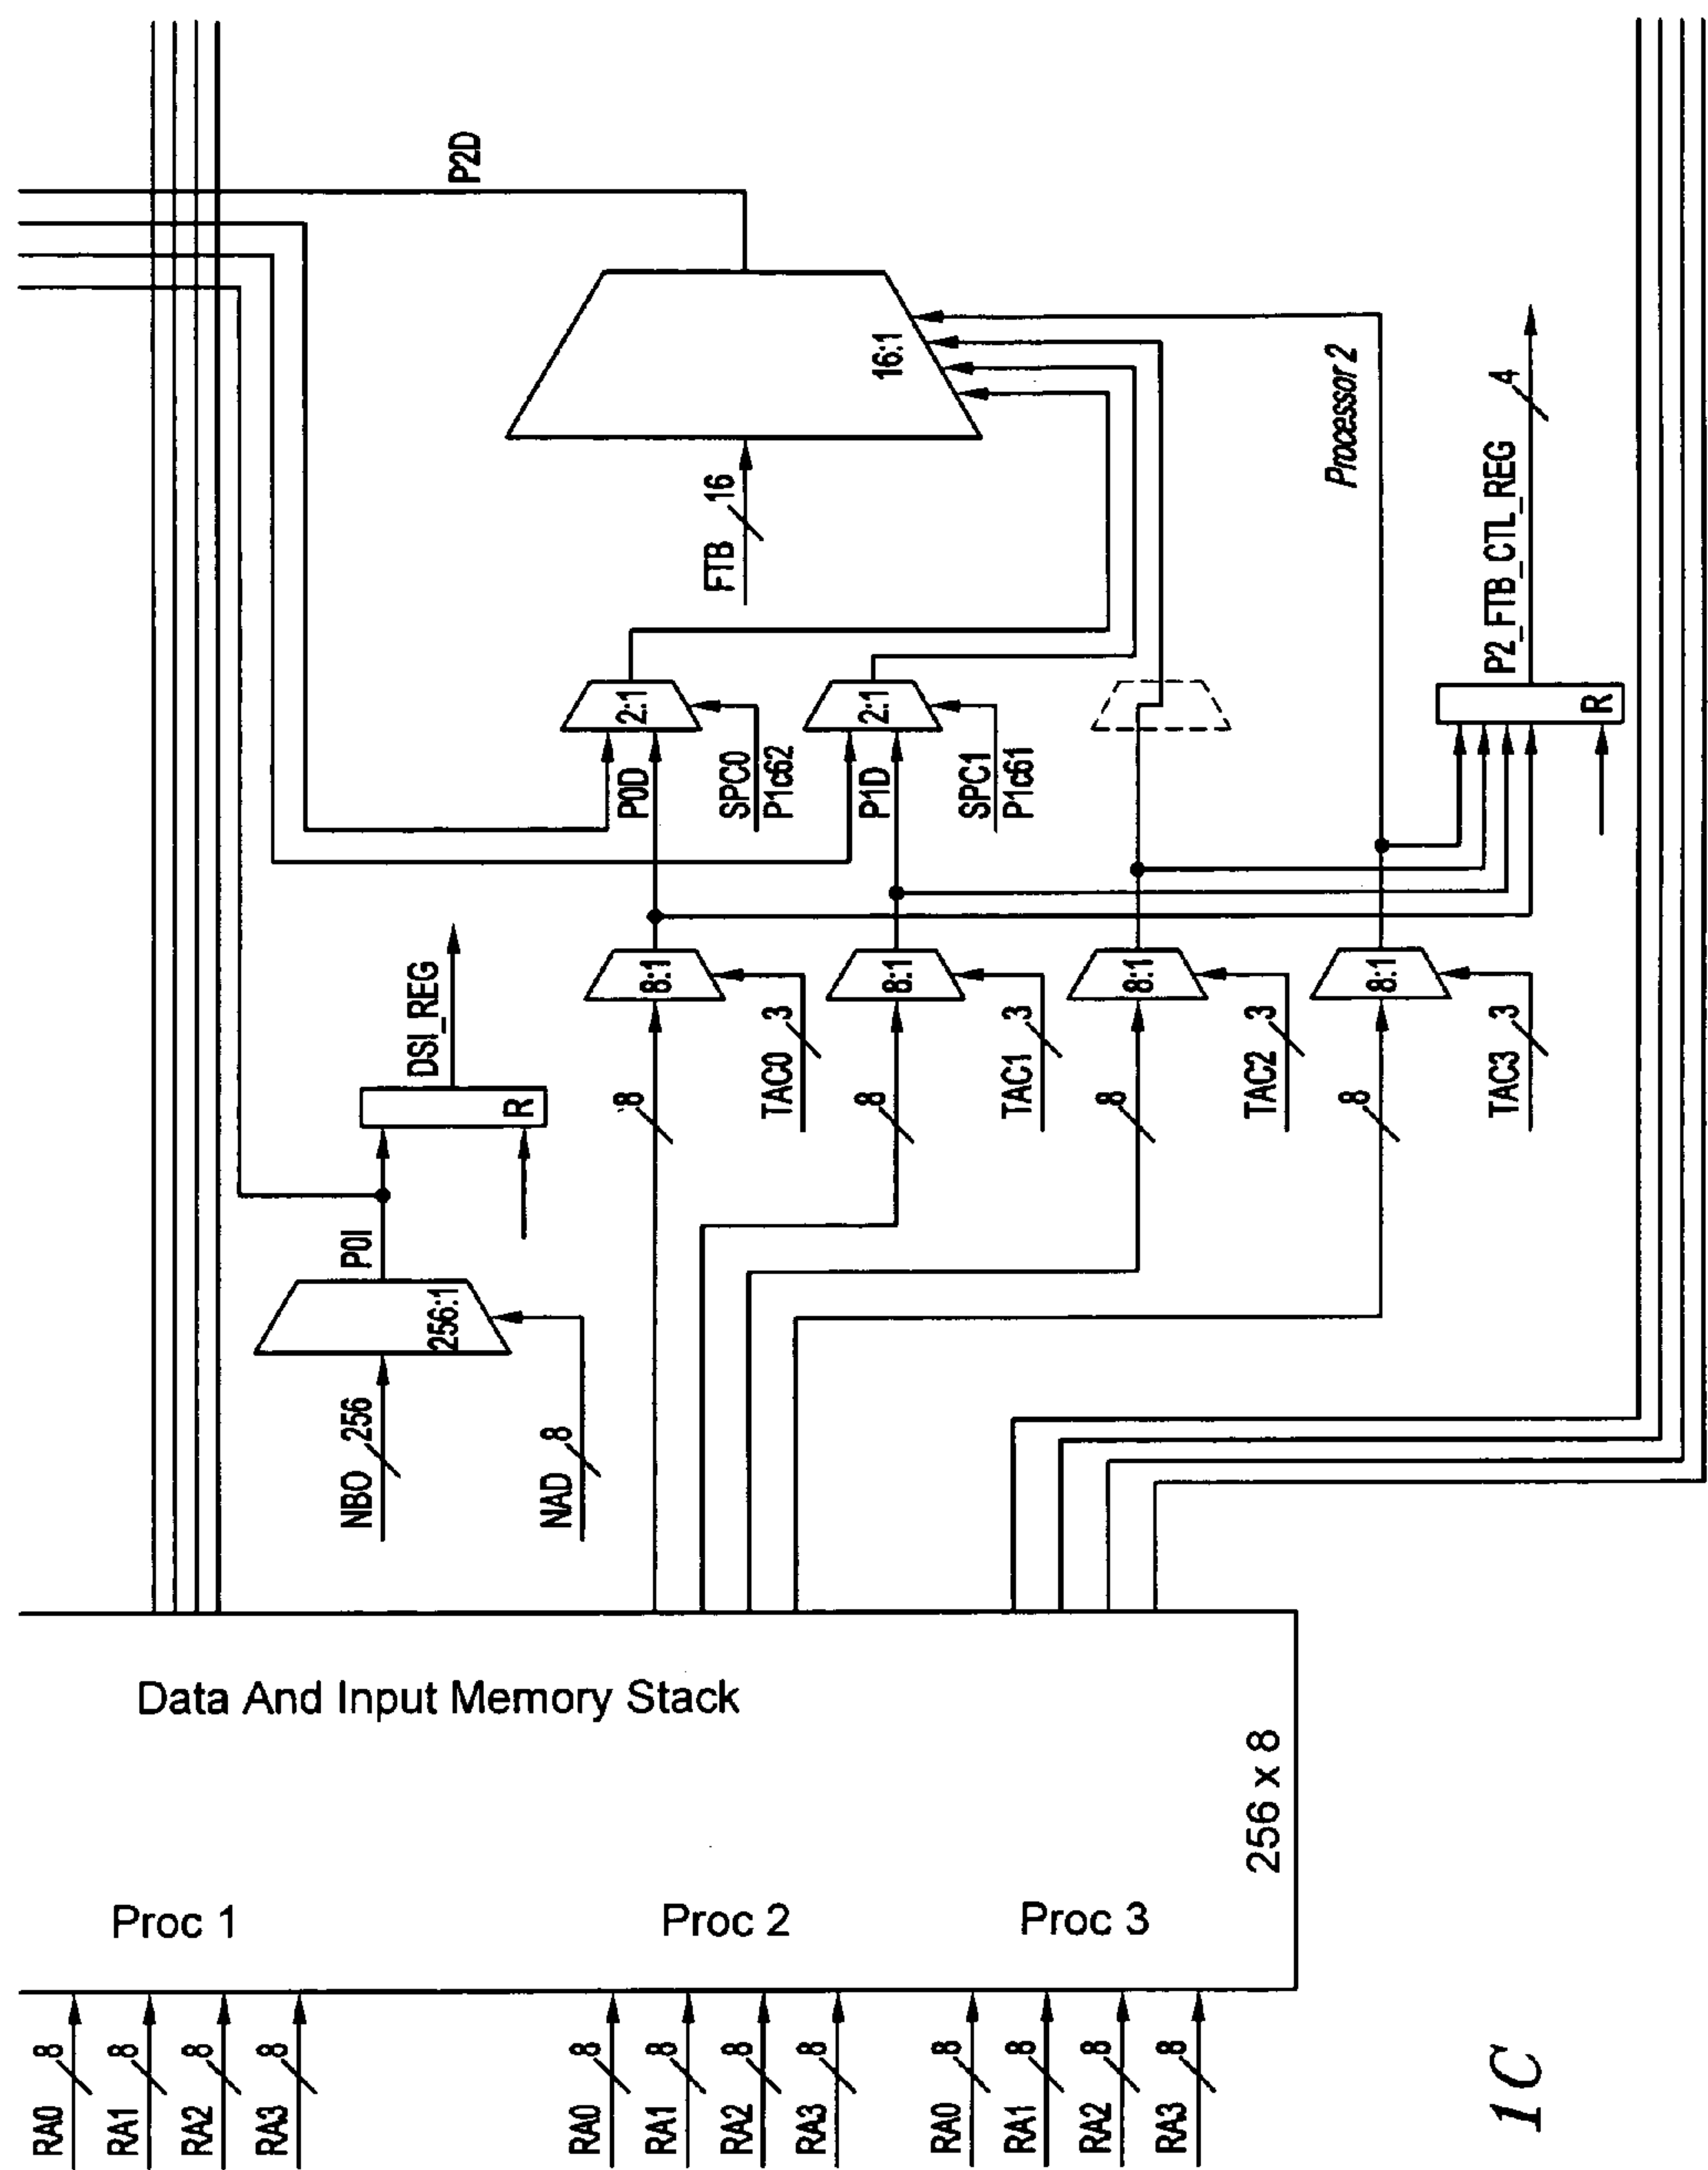 Data And Input Memory Stack
256 x 8
Proc 1
Proc 2
Proc 3
RA0 8
RA1 8
RA2 8
RA3 8
RA0 8
RA1 8
RA2 8
RA3 8
RA0 8
RA1 8
RA2 8
RA3 8
NBO 256
NAD 8
256:1
P0I
R
DSI_REG
8
TAC0 3
8:1
8
TAC1 3
8:1
8
TAC2 3
8:1
8
TAC3 3
8:1
P0D
SPC0
P1c62
2:1
P1D
SPC1
P1c61
2:1
FTB 16
16:1
P2D
Processor 2
R
P2_FTB_CTL_REG
4
1C